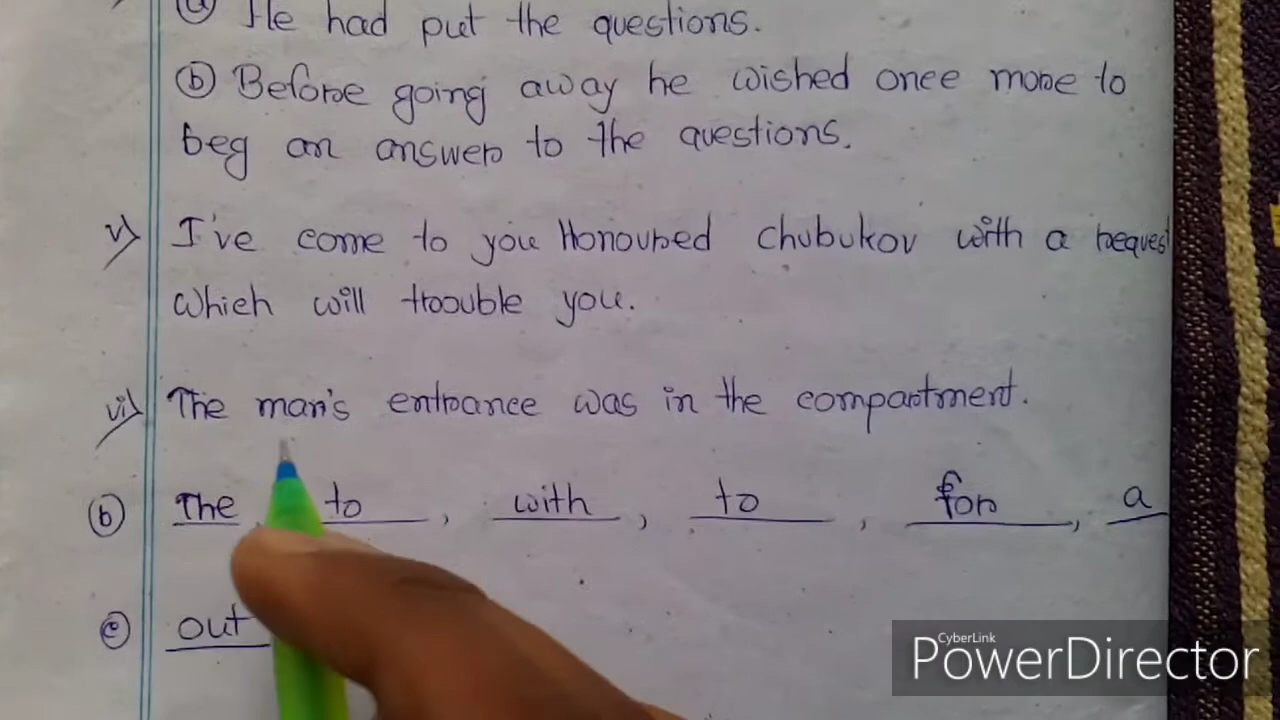 (a) He had put the questions.
(b) Before going away he wished once more to
beg an answer to the questions.
v) I've come to you Honoured Chubukov with a reques
which will trouble you.
vi) The man's entrance was in the compartment.
(b) The, to, with, to, for, a
(c) out
CyberLink
PowerDirector